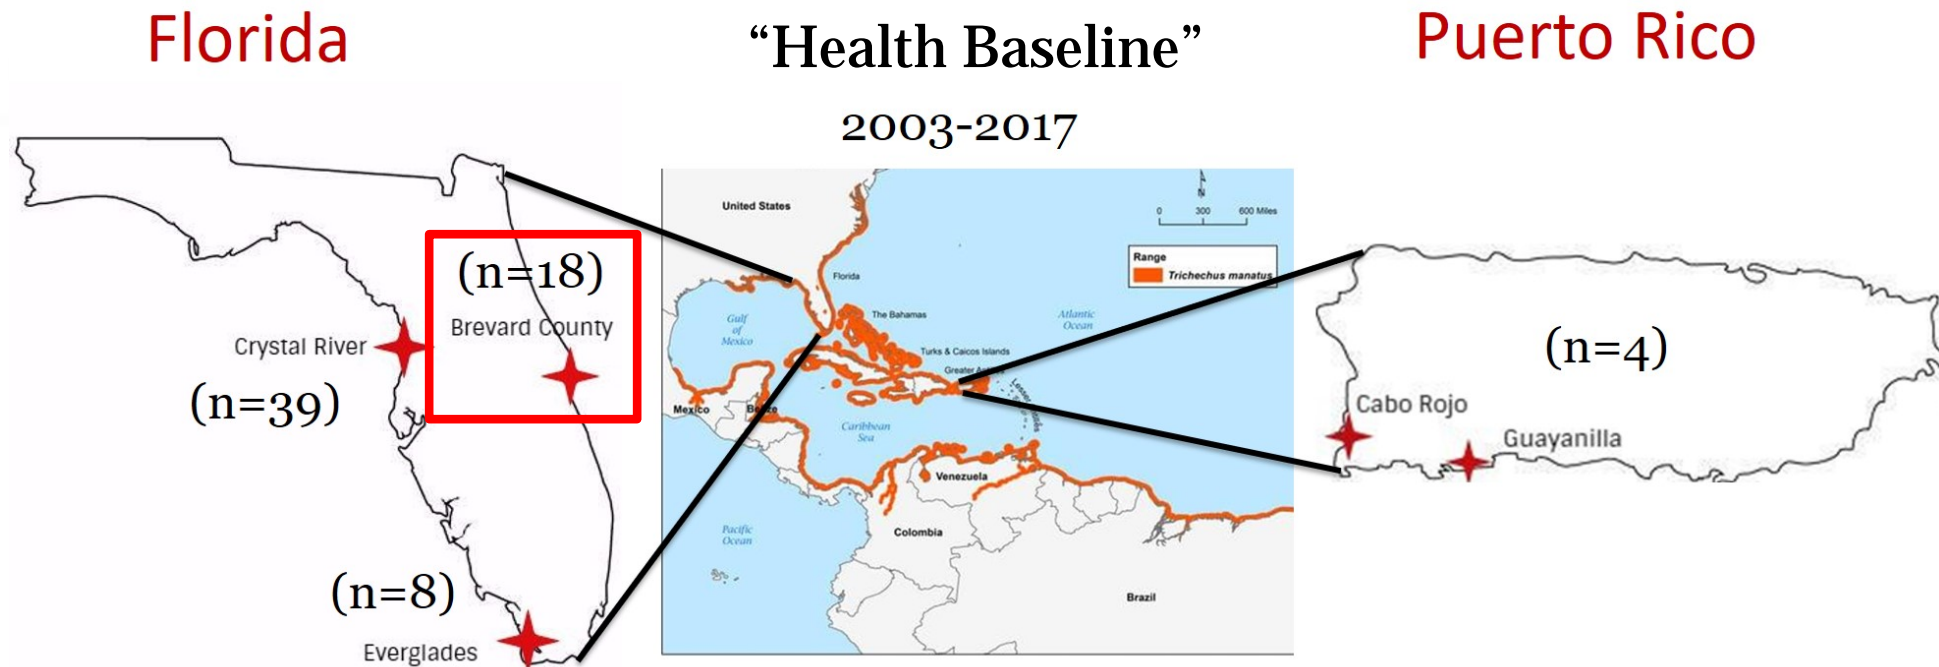 Florida
“Health Baseline”
Puerto Rico
2003-2017
(n=18)
Brevard County
Crystal River
(n=39)
(n=8)
Everglades
United States
N
0 300 600 Miles
Range
Trichechus manatus
Florida
Gulf
of
Mexico
The Bahamas
Atlantic
Ocean
Turks & Caicos Islands
Greater
Lesser
Mexico
Belize
Caribbean
Sea
Venezuela
Colombia
Pacific
Ocean
Brazil
(n=4)
Cabo Rojo
Guayanilla